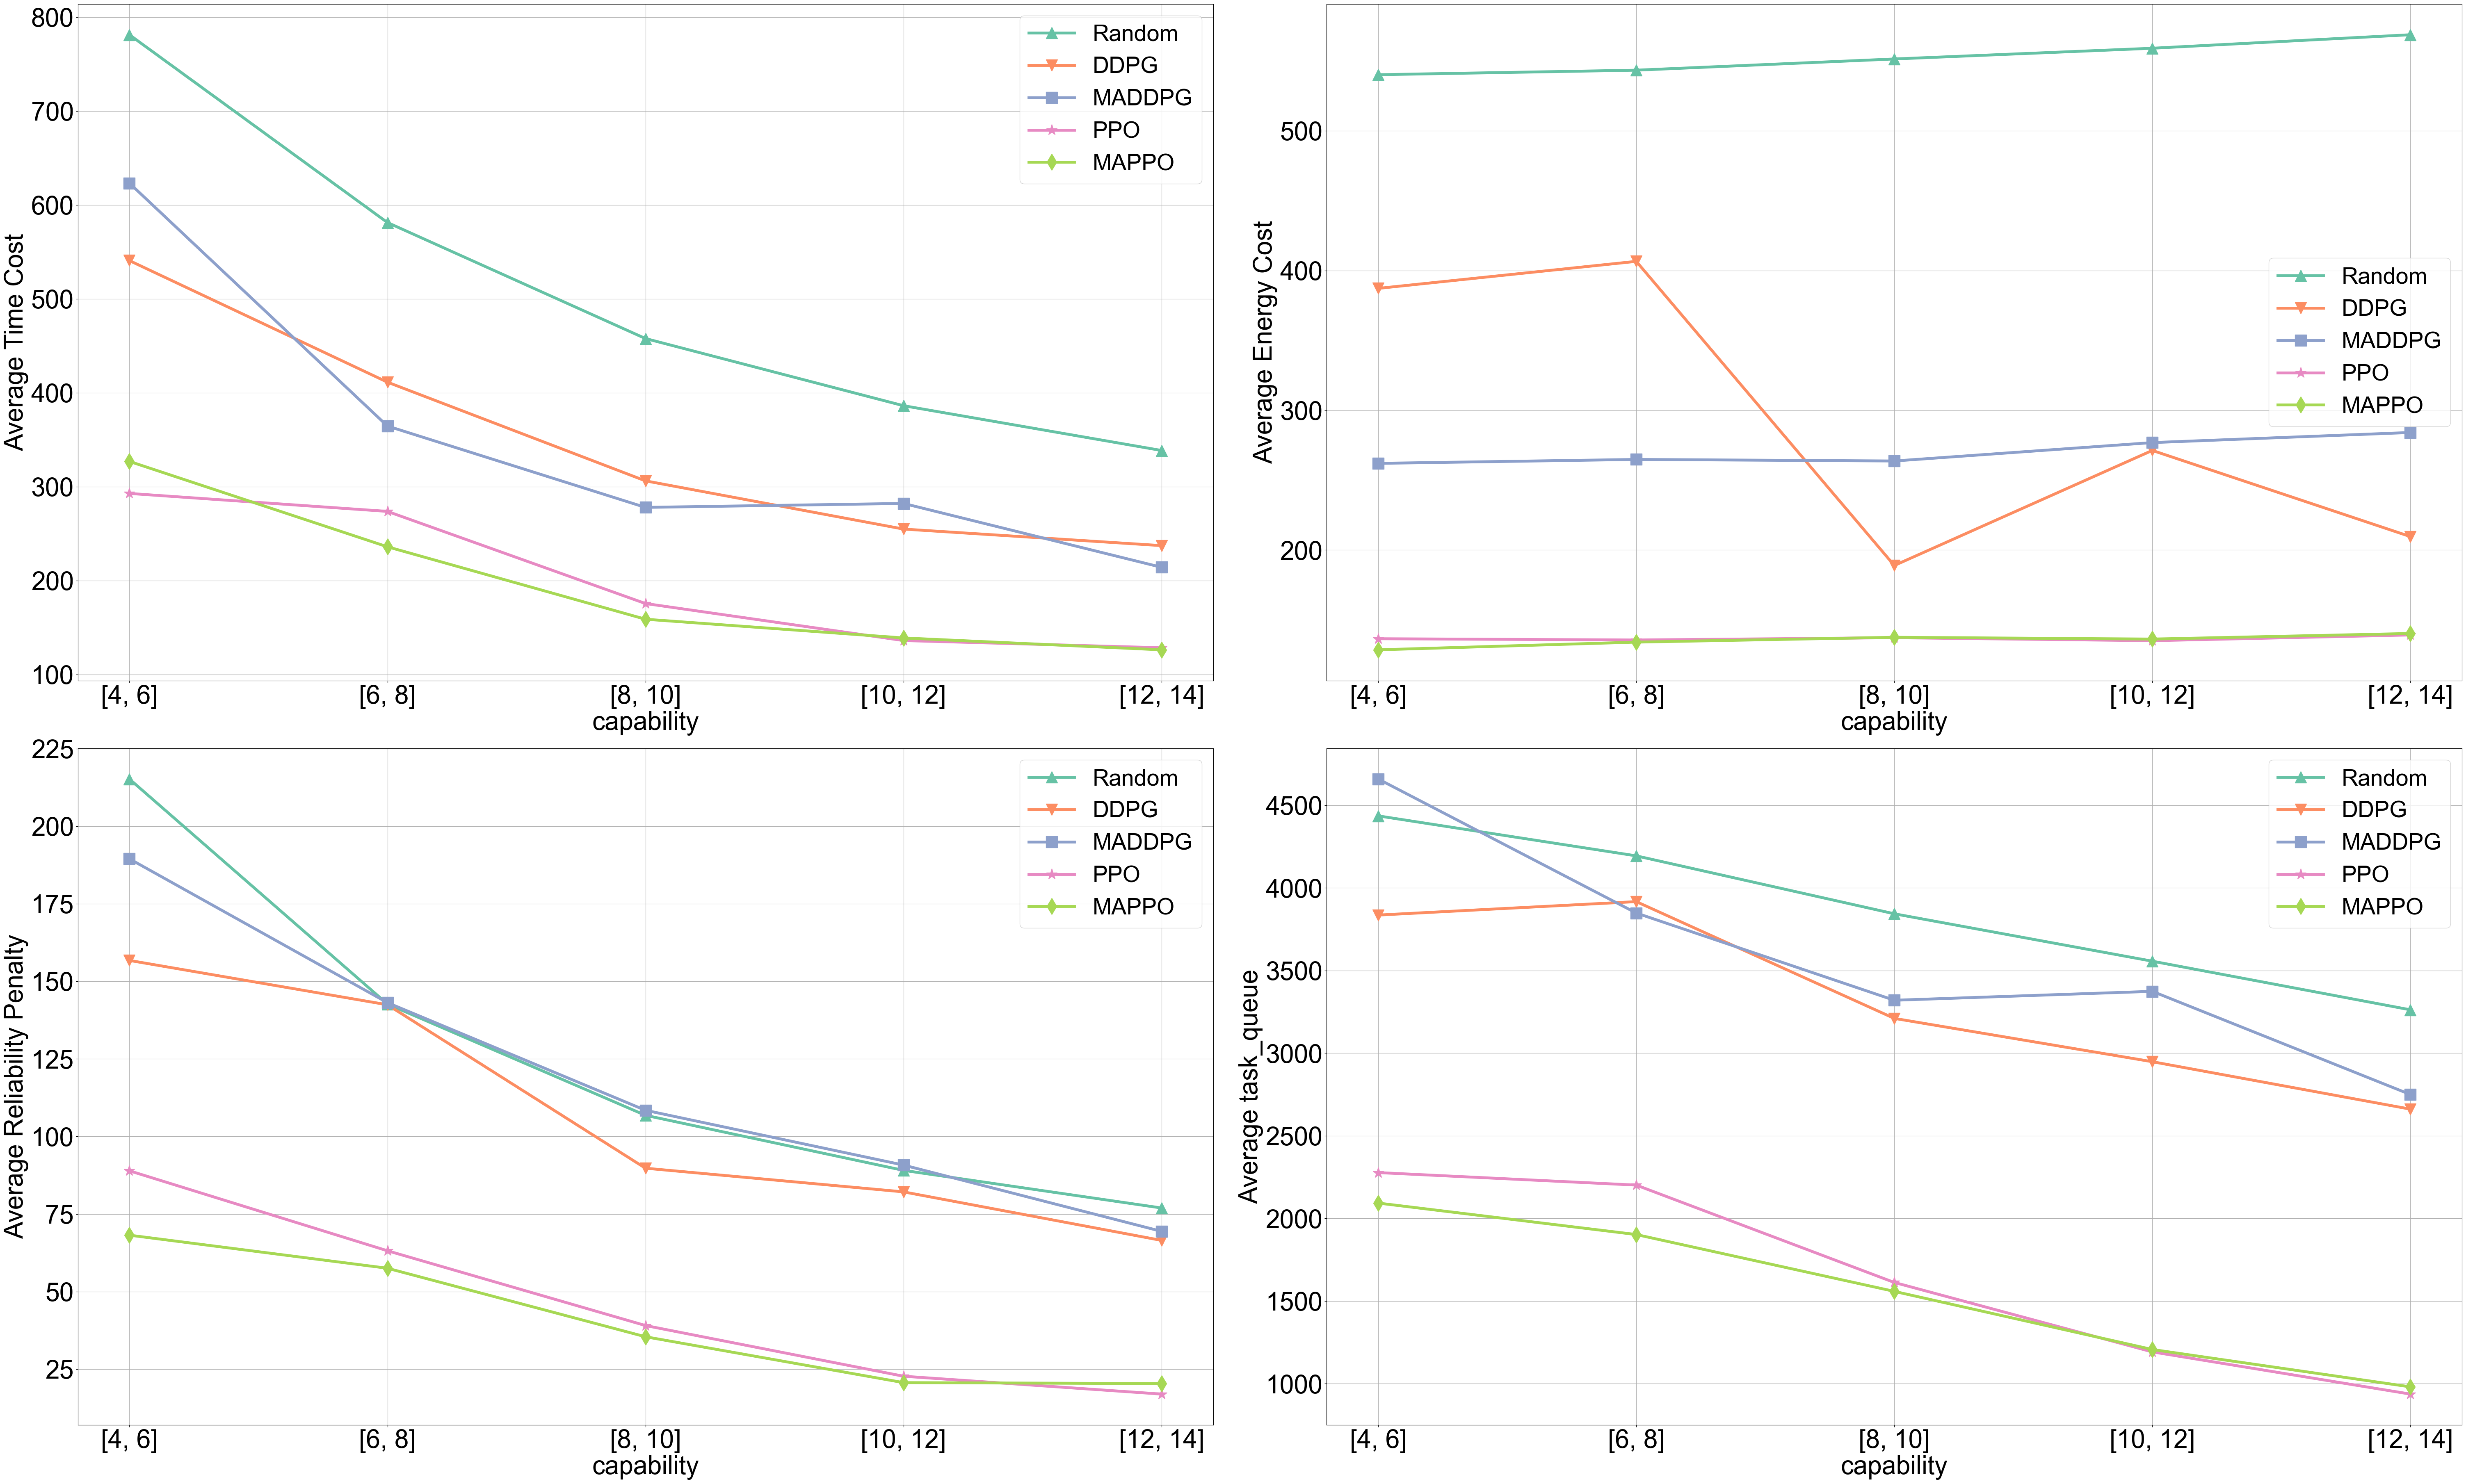 800
700
600
500
400
300
200
100
Average Time Cost
Random
DDPG
MADDPG
PPO
MAPPO
[4, 6] [6, 8] [8, 10] [10, 12] [12, 14]
capability
500
400
300
200
Average Energy Cost
Random
DDPG
MADDPG
PPO
MAPPO
[4, 6] [6, 8] [8, 10] [10, 12] [12, 14]
capability
225
200
175
150
125
100
75
50
25
Average Reliability Penalty
Random
DDPG
MADDPG
PPO
MAPPO
[4, 6] [6, 8] [8, 10] [10, 12] [12, 14]
capability
4500
4000
3500
3000
2500
2000
1500
1000
Average task_queue
Random
DDPG
MADDPG
PPO
MAPPO
[4, 6] [6, 8] [8, 10] [10, 12] [12, 14]
capability